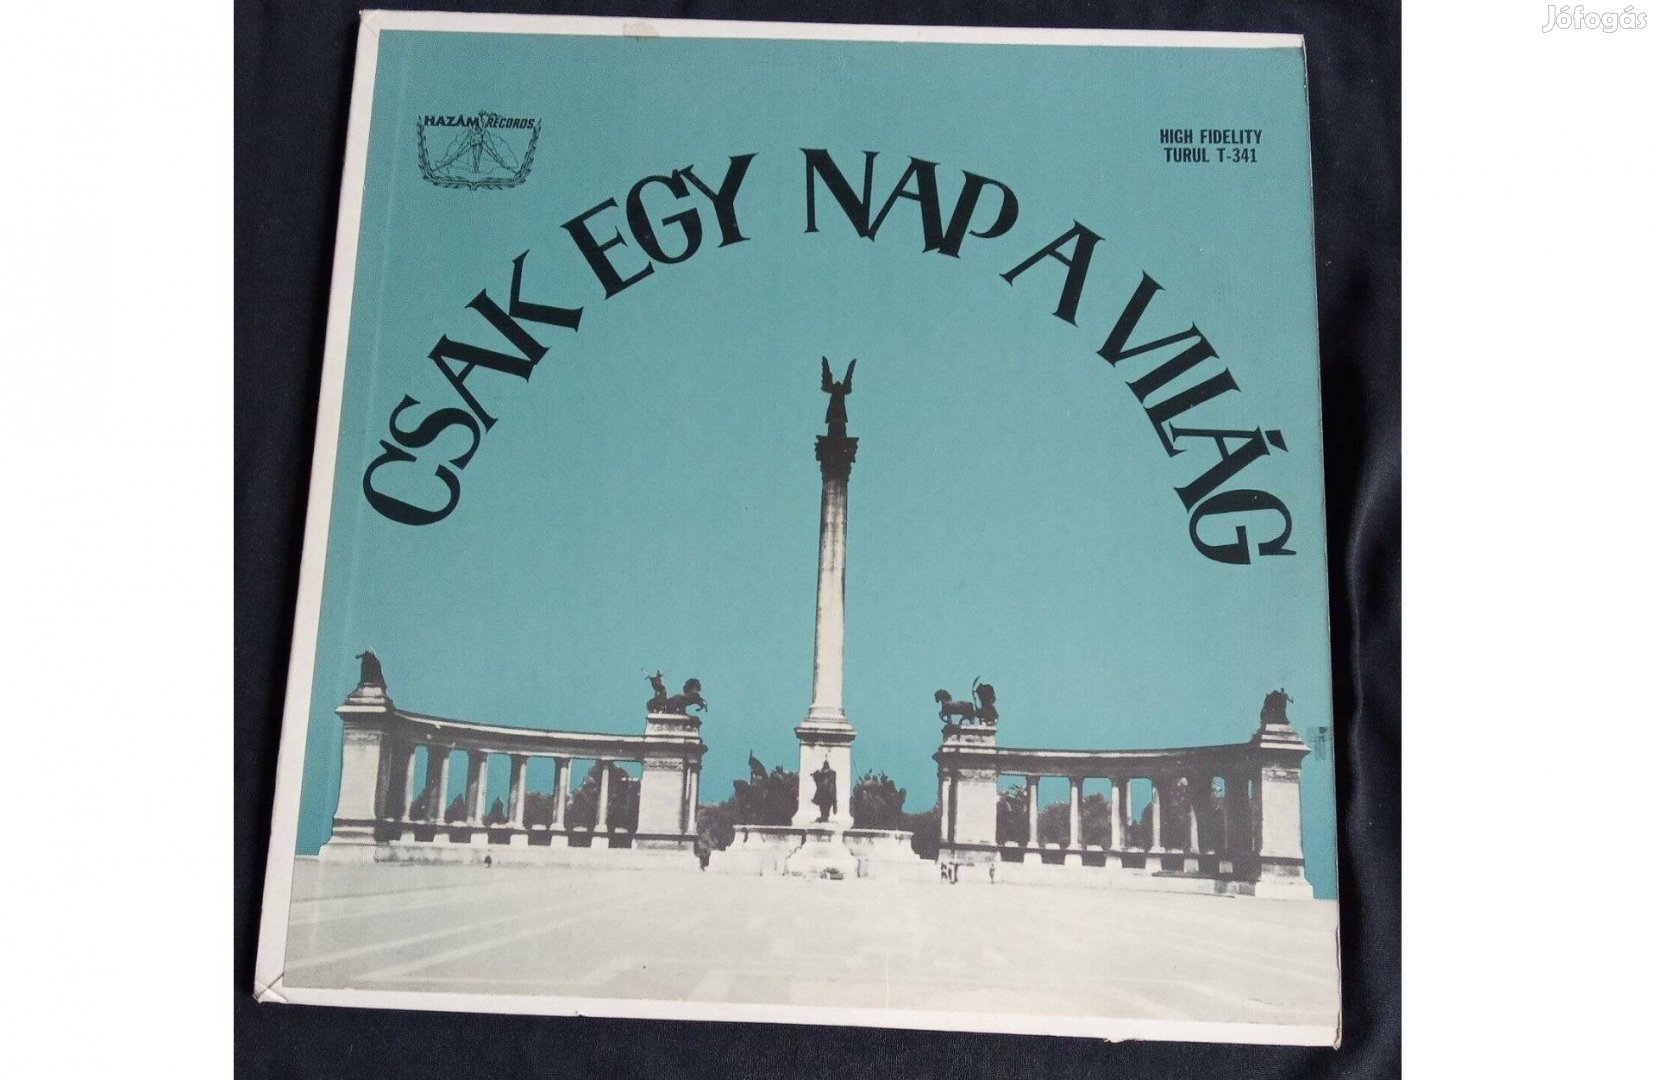 Jófogás
HAZÁM RECORDS
HIGH FIDELITY
TURUL T-341
CSAK EGY NAP A VILÁG